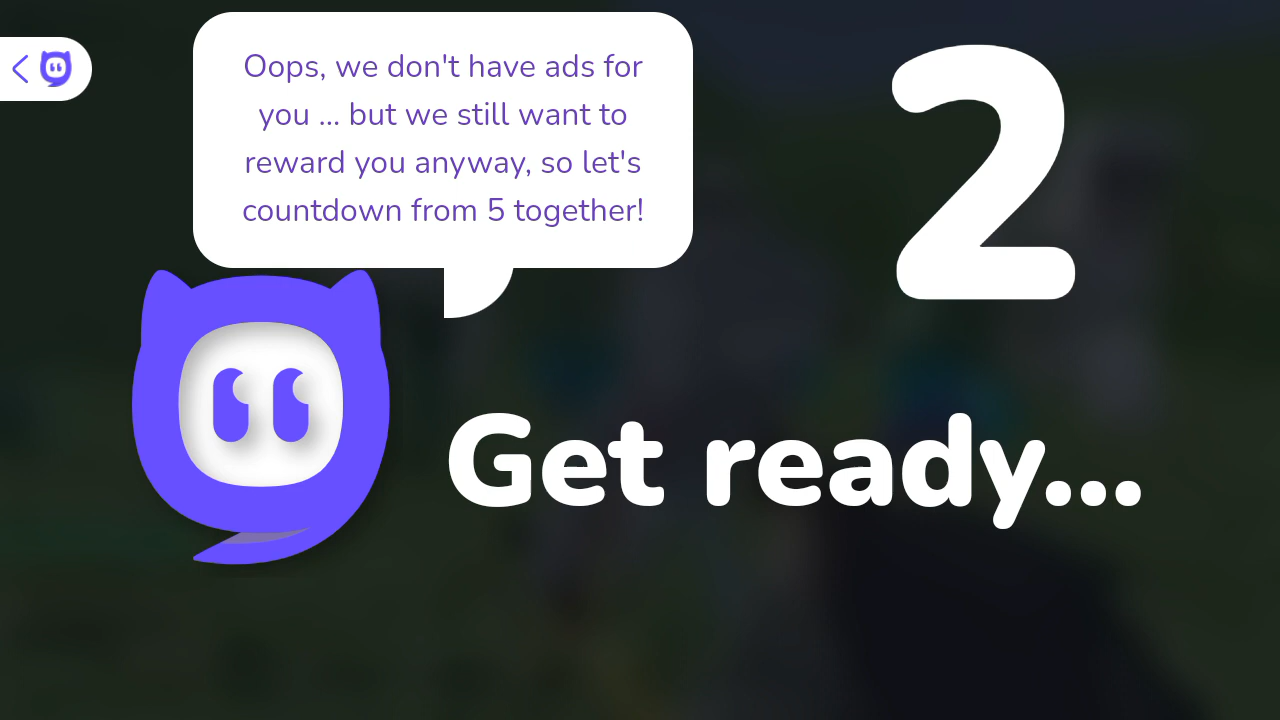 Oops, we don't have ads for
you ... but we still want to
reward you anyway, so let's
countdown from 5 together!
2
Get ready...